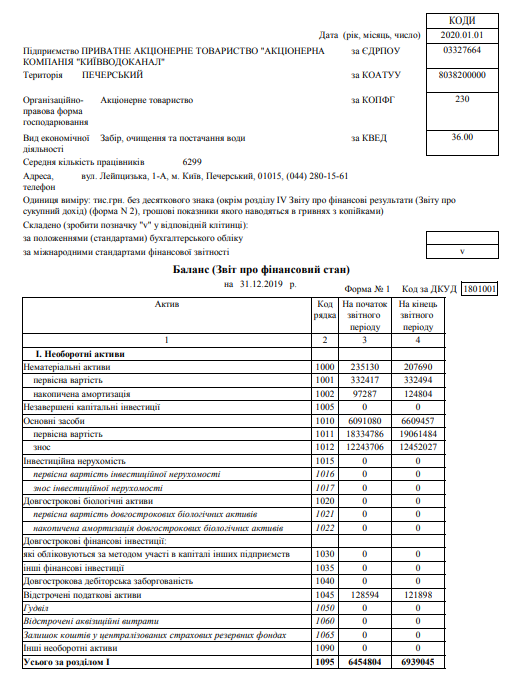 КОДИ
Дата (рік, місяць, число) 2020.01.01
Підприємство ПРИВАТНЕ АКЦІОНЕРНЕ ТОВАРИСТВО "АКЦІОНЕРНА за ЄДРПОУ 03327664
КОМПАНІЯ "КИЇВВОДОКАНАЛ"
Територія ПЕЧЕРСЬКИЙ за КОАТУУ 8038200000
Організаційно- Акціонерне товариство за КОПФГ 230
правова форма
господарювання
Вид економічної Забір, очищення та постачання води за КВЕД 36.00
діяльності
Середня кількість працівників 6299
Адреса, вул. Лейпцизька, 1-А, м. Київ, Печерський, 01015, (044) 280-15-61
телефон
Одиниця виміру: тис.грн. без десяткового знака (окрім розділу IV Звіту про фінансові результати (Звіту про
сукупний дохід) (форма N 2), грошові показники якого наводяться в гривнях з копійками)
Складено (зробити позначку "v" у відповідній клітинці):
за положеннями (стандартами) бухгалтерського обліку
за міжнародними стандартами фінансової звітності v
Баланс (Звіт про фінансовий стан)
на 31.12.2019 р.
Форма № 1 Код за ДКУД 1801001
Актив Код На початок На кінець
рядка звітного звітного
періоду періоду
1 2 3 4
I. Необоротні активи
Нематеріальні активи 1000 235130 207690
первісна вартість 1001 332417 332494
накопичена амортизація 1002 97287 124804
Незавершені капітальні інвестиції 1005 0 0
Основні засоби 1010 6091080 6609457
первісна вартість 1011 18334786 19061484
знос 1012 12243706 12452027
Інвестиційна нерухомість 1015 0 0
первісна вартість інвестиційної нерухомості 1016 0 0
знос інвестиційної нерухомості 1017 0 0
Довгострокові біологічні активи 1020 0 0
первісна вартість довгострокових біологічних активів 1021 0 0
накопичена амортизація довгострокових біологічних активів 1022 0 0
Довгострокові фінансові інвестиції:
які обліковуються за методом участі в капіталі інших підприємств 1030 0 0
інші фінансові інвестиції 1035 0 0
Довгострокова дебіторська заборгованість 1040 0 0
Відстрочені податкові активи 1045 128594 121898
Гудвіл 1050 0 0
Відстрочені аквізиційні витрати 1060 0 0
Залишок коштів у централізованих страхових резервних фондах 1065 0 0
Інші необоротні активи 1090 0 0
Усього за розділом I 1095 6454804 6939045